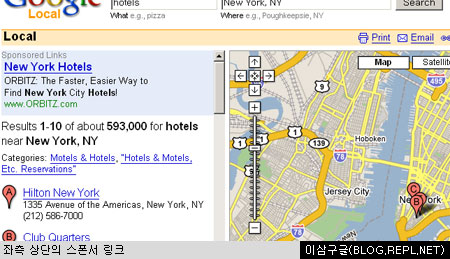 Google
Local
hotels
New York, NY
Search
What e.g., pizza
Where e.g., Poughkeepsie, NY
Local
Print
Email
Sponsored Links
New York Hotels
ORBITZ: The Faster, Easier Way to
Find New York City Hotels!
www.ORBITZ.com
Results 1-10 of about 593,000 for hotels
near New York, NY
Categories: Motels & Hotels, "Hotels & Motels,
Etc. Reservations"
A Hilton New York
1335 Avenue of the Americas, New York, NY
(212) 586-7000
B Club Quarters
Map
Satellite
495
9
1
1
9
139
78
Hoboken
Jersey City
New York
C
B
78
좌측 상단의 스폰서 링크
이삼구글(BLOG.REPL.NET)